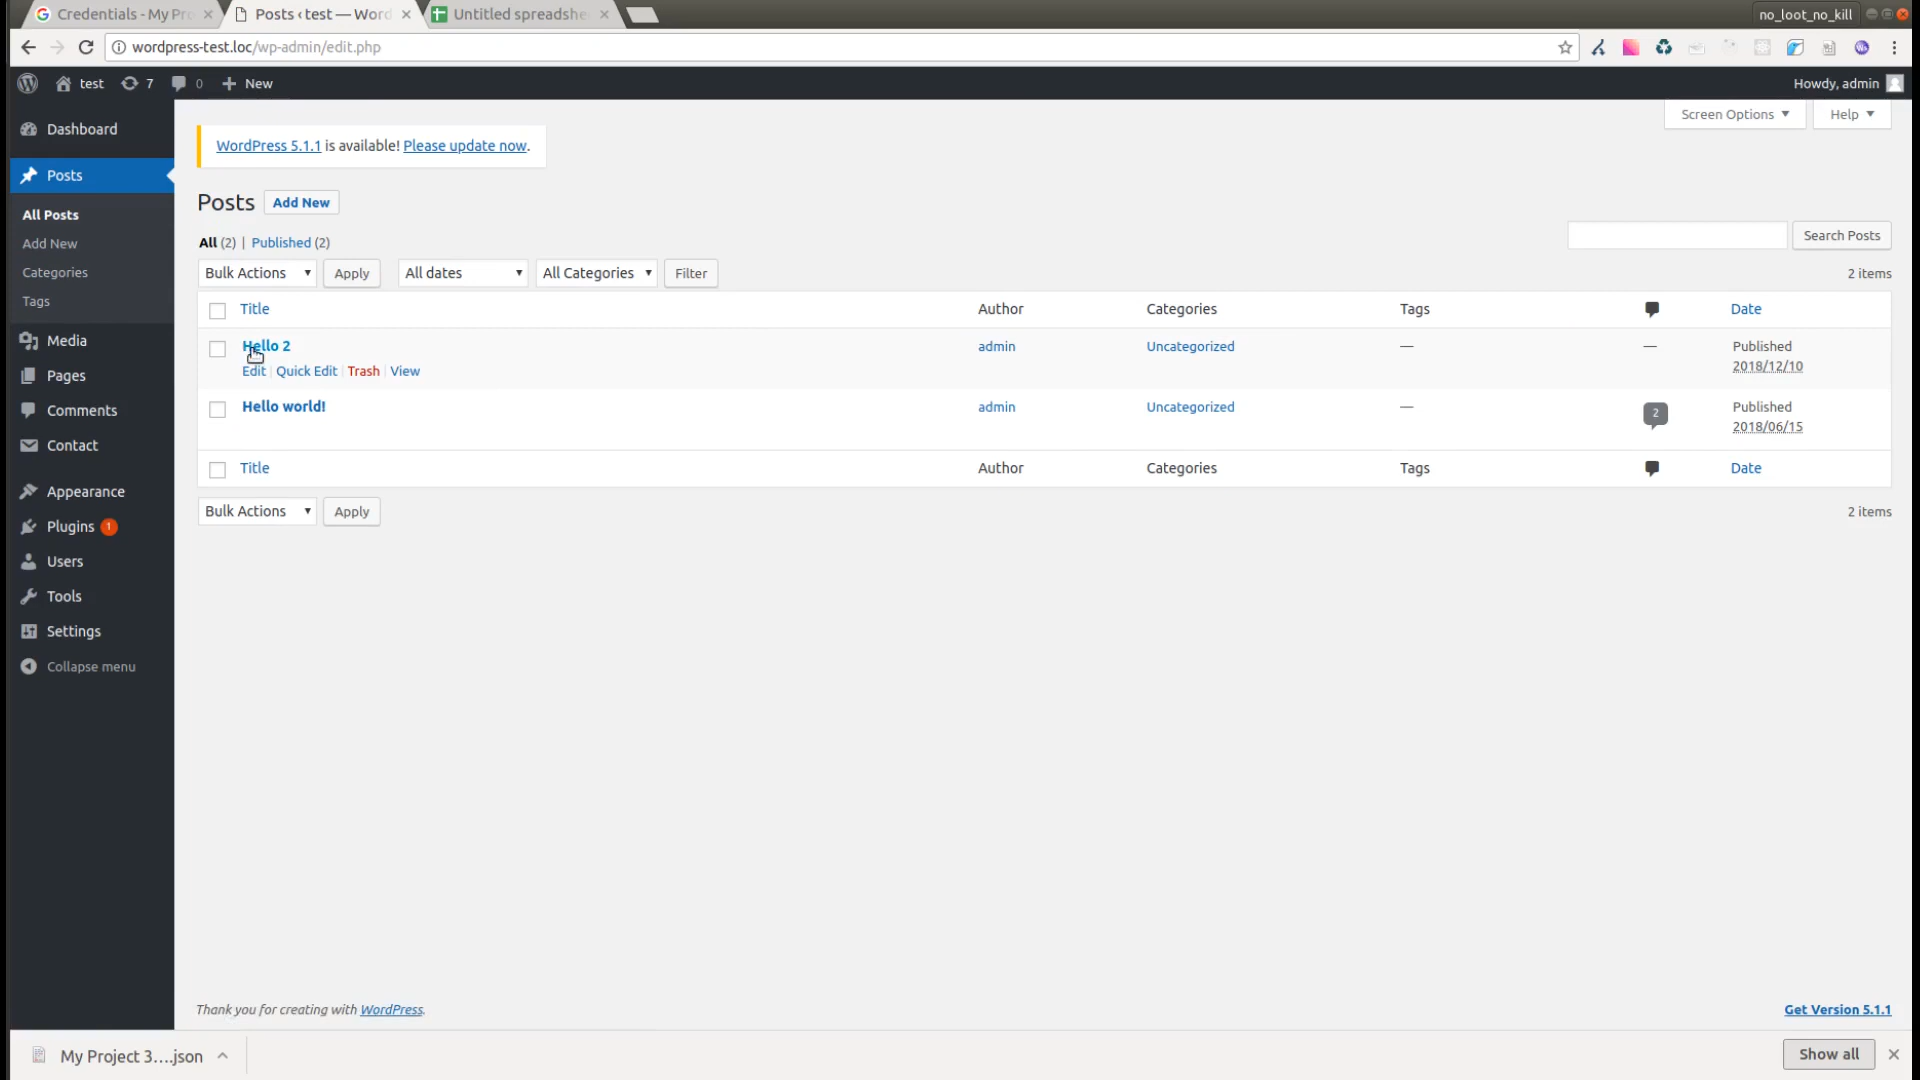 Credentials - My Pro
Posts ‹ test — Word
Untitled spreadshe
no_loot_no_kill
wordpress-test.loc/wp-admin/edit.php
test
7
0
New
Howdy, admin
Dashboard
Posts
All Posts
Add New
Categories
Tags
Media
Pages
Comments
Contact
Appearance
Plugins 1
Users
Tools
Settings
Collapse menu
Screen Options
Help
WordPress 5.1.1 is available! Please update now.
Posts Add New
All (2) | Published (2)
Search Posts
Bulk Actions Apply All dates All Categories Filter 2 items
Title Author Categories Tags Date
Hello 2 admin Uncategorized — — Published
2018/12/10
Edit | Quick Edit | Trash | View
Hello world! admin Uncategorized — 2 Published
2018/06/15
Title Author Categories Tags Date
Bulk Actions Apply 2 items
Thank you for creating with WordPress.
Get Version 5.1.1
My Project 3....json
Show all